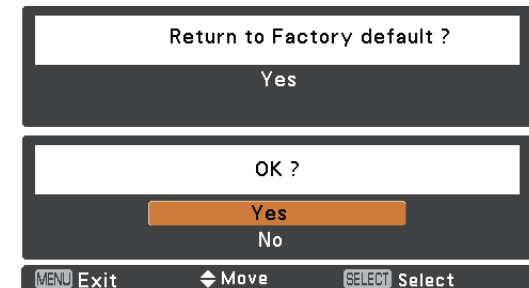 Return to Factory default ?
Yes
OK ?
Yes
No
MENU Exit Move SELECT Select